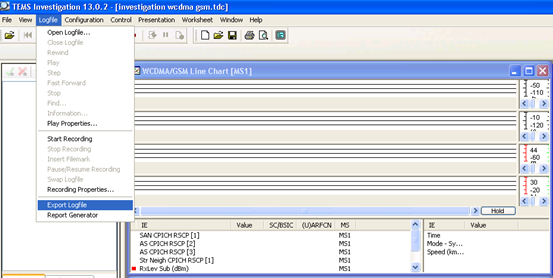 TEMS Investigation 13.0.2 - [investigation wcdma gsm.tdc]
File View Logfile Configuration Control Presentation Worksheet Window Help
Open Logfile...
Close Logfile
Rewind
Play
Step
Fast Forward
Stop
Find...
Information...
Play Properties...
Start Recording
Stop Recording
Insert Filemark
Pause/Resume Recording
Swap Logfile
Recording Properties...
Export Logfile
Report Generator
WCDMA/GSM Line Chart [MS1]
-50
-110
-10
-120
44
-60
30
-20
Hold
IE Value SC/BSIC (U)ARFCN MS
SAN CPICH RSCP [1] MS1
AS CPICH RSCP [2] MS1
AS CPICH RSCP [3] MS1
Str Neigh CPICH RSCP [1] MS1
RxLev Sub (dBm) MS1
IE Value
Time
Mode - Sy...
Speed (km...